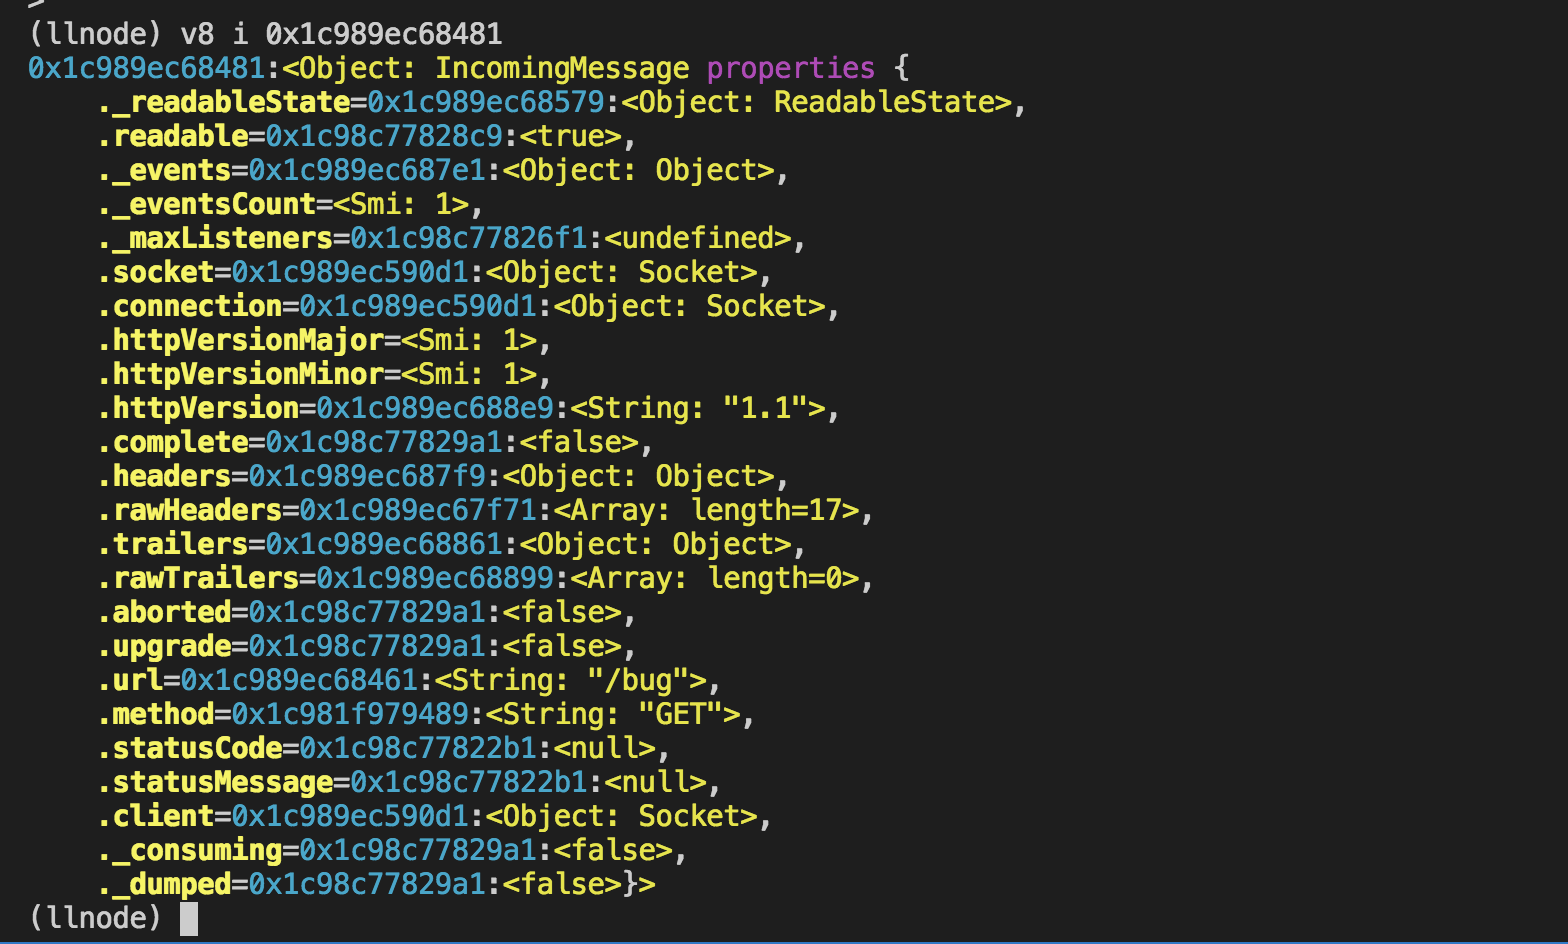 >
(llnode) v8 i 0x1c989ec68481
0x1c989ec68481:<Object: IncomingMessage properties {
    ._readableState=0x1c989ec68579:<Object: ReadableState>,
    .readable=0x1c98c77828c9:<true>,
    ._events=0x1c989ec687e1:<Object: Object>,
    ._eventsCount=<Smi: 1>,
    ._maxListeners=0x1c98c77826f1:<undefined>,
    .socket=0x1c989ec590d1:<Object: Socket>,
    .connection=0x1c989ec590d1:<Object: Socket>,
    .httpVersionMajor=<Smi: 1>,
    .httpVersionMinor=<Smi: 1>,
    .httpVersion=0x1c989ec688e9:<String: "1.1">,
    .complete=0x1c98c77829a1:<false>,
    .headers=0x1c989ec687f9:<Object: Object>,
    .rawHeaders=0x1c989ec67f71:<Array: length=17>,
    .trailers=0x1c989ec68861:<Object: Object>,
    .rawTrailers=0x1c989ec68899:<Array: length=0>,
    .aborted=0x1c98c77829a1:<false>,
    .upgrade=0x1c98c77829a1:<false>,
    .url=0x1c989ec68461:<String: "/bug">,
    .method=0x1c981f979489:<String: "GET">,
    .statusCode=0x1c98c77822b1:<null>,
    .statusMessage=0x1c98c77822b1:<null>,
    .client=0x1c989ec590d1:<Object: Socket>,
    ._consuming=0x1c98c77829a1:<false>,
    ._dumped=0x1c98c77829a1:<false>}>
(llnode)